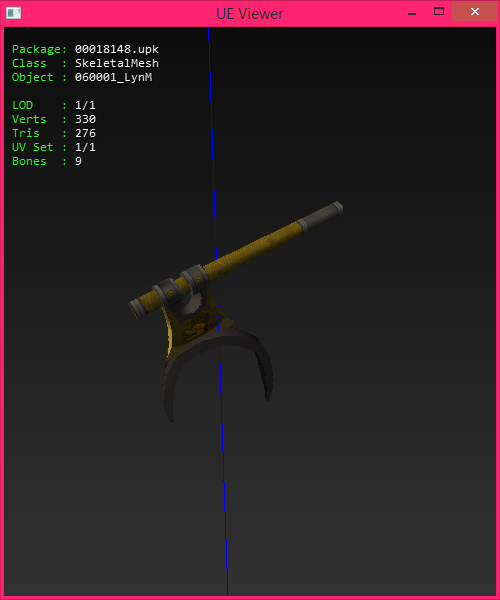 UE Viewer
Package: 00018148.upk
Class  : SkeletalMesh
Object : 060001_LynM
LOD    : 1/1
Verts  : 330
Tris   : 276
UV Set : 1/1
Bones  : 9